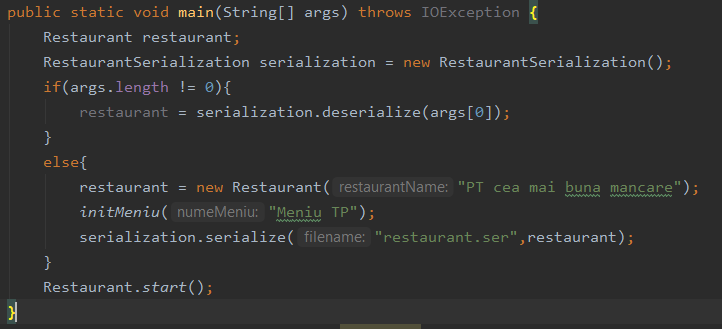 public static void main(String[] args) throws IOException {
    Restaurant restaurant;
    RestaurantSerialization serialization = new RestaurantSerialization();
    if(args.length != 0){
        restaurant = serialization.deserialize(args[0]);
    }
    else{
        restaurant = new Restaurant( restaurantName: "PT cea mai buna mancare");
        initMeniu( numeMeniu: "Meniu TP");
        serialization.serialize( filename: "restaurant.ser",restaurant);
    }
    Restaurant.start();
}